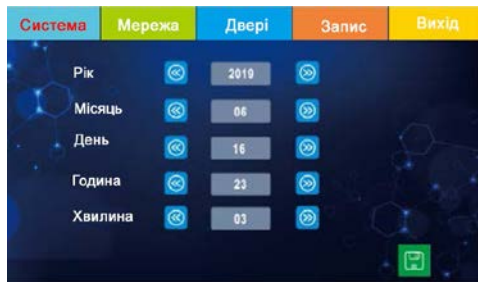 Система Мережа Двері Запис Вихід
Рік 2019
Місяць 06
День 16
Година 23
Хвилина 03